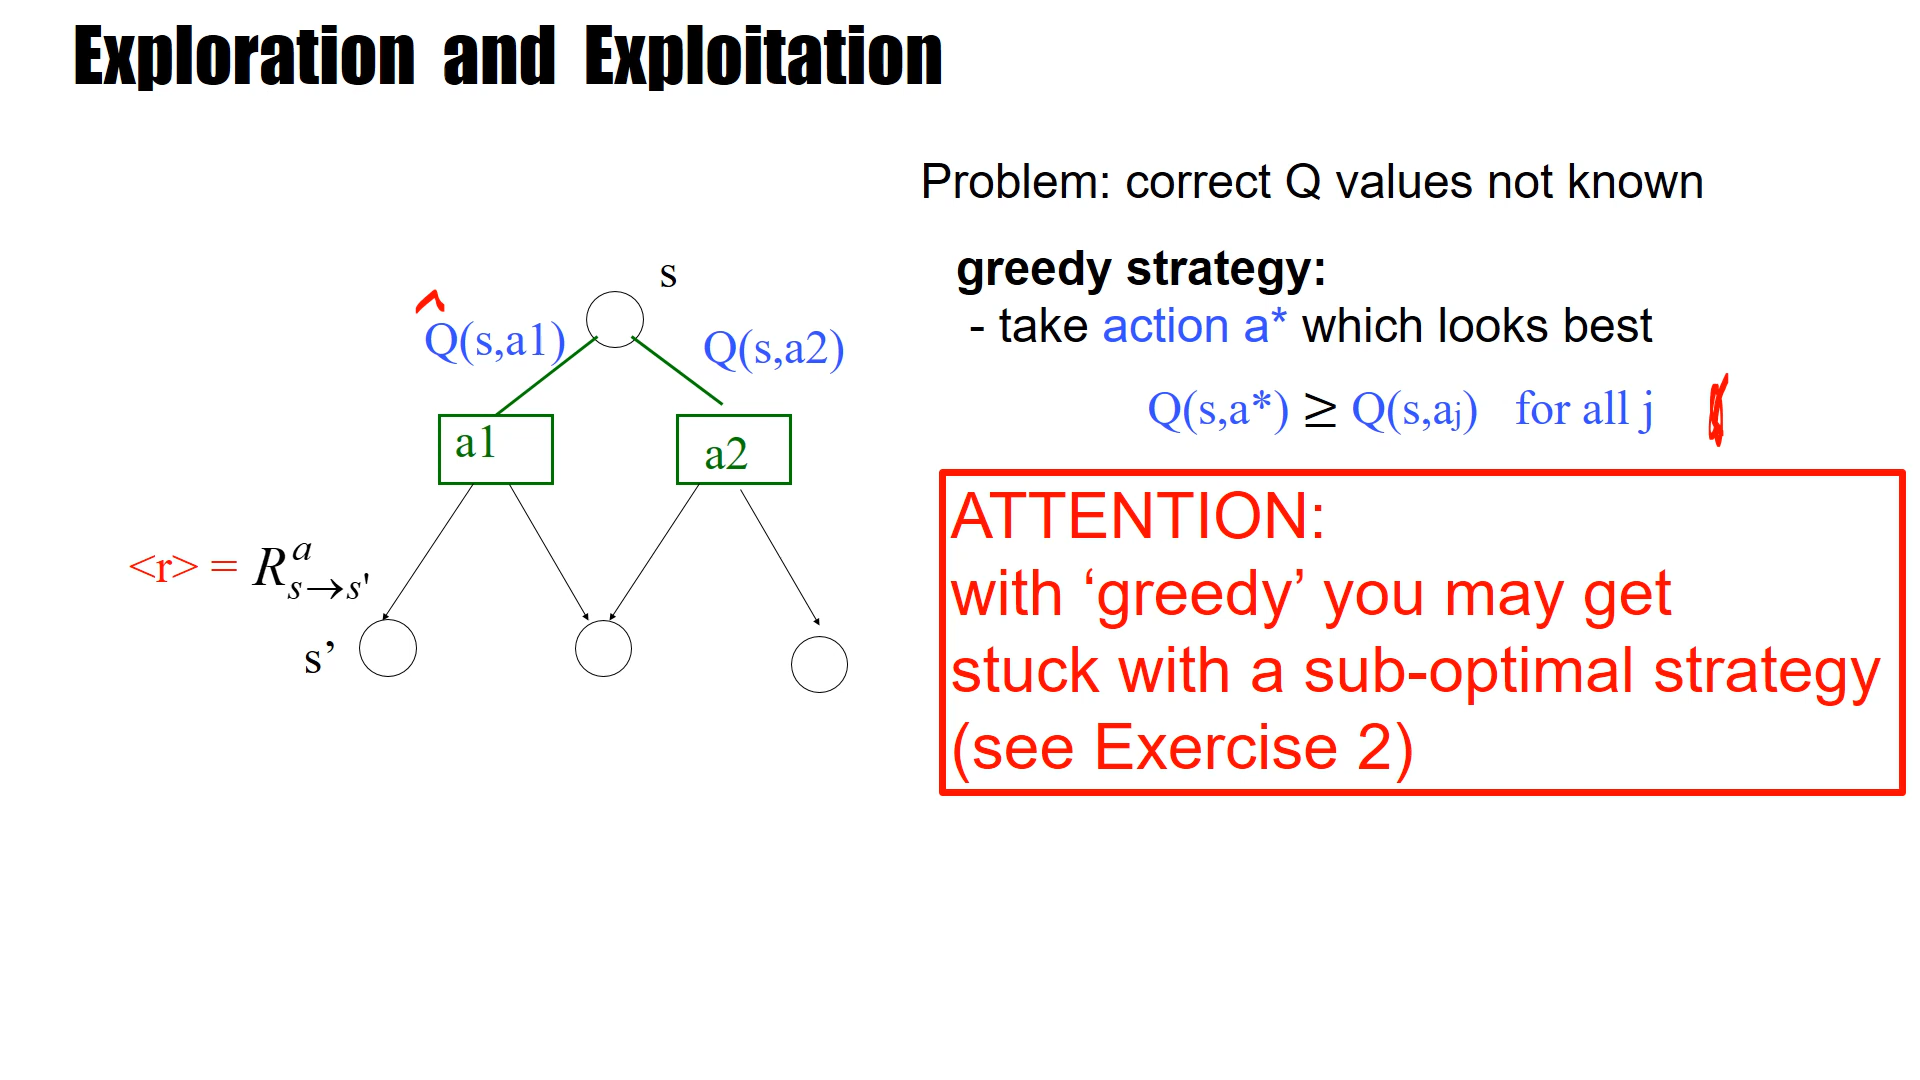 Exploration and Exploitation
Problem: correct Q values not known
greedy strategy:
- take action a* which looks best
Q(s,a*) ≥ Q(s,aj) for all j
s
^
Q(s,a1)
Q(s,a2)
a1
a2
<r> = R^a_{s→s'}
s’
ATTENTION:
with ‘greedy’ you may get
stuck with a sub-optimal strategy
(see Exercise 2)